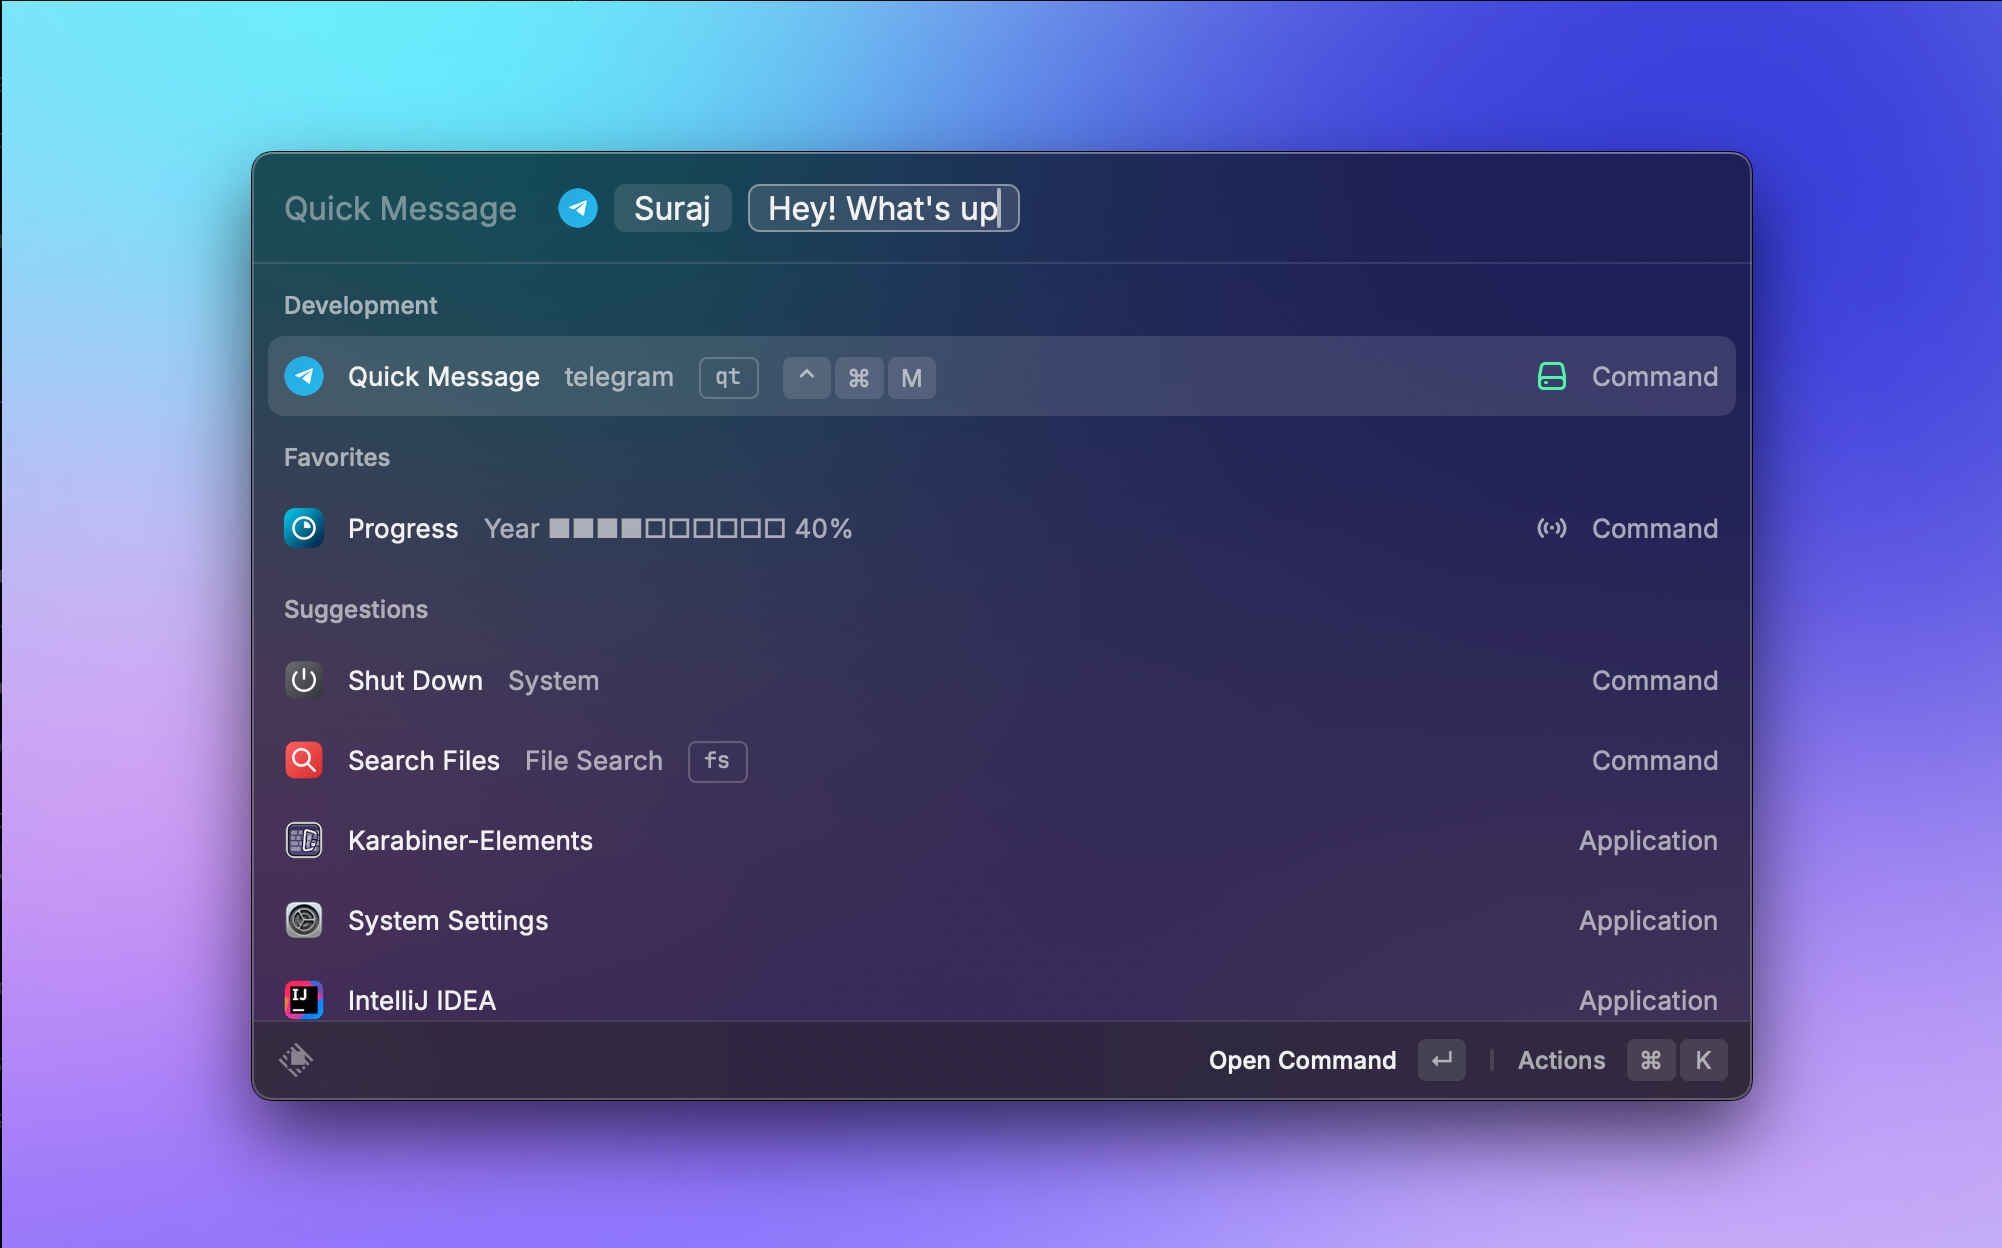 Quick Message Suraj Hey! What's up
Development
Quick Message telegram qt ^ ⌘ M Command
Favorites
Progress Year ■■■■□□□□□□ 40% Command
Suggestions
Shut Down System Command
Search Files File Search fs Command
Karabiner-Elements Application
System Settings Application
IJ IntelliJ IDEA Application
Open Command ↵ Actions ⌘ K